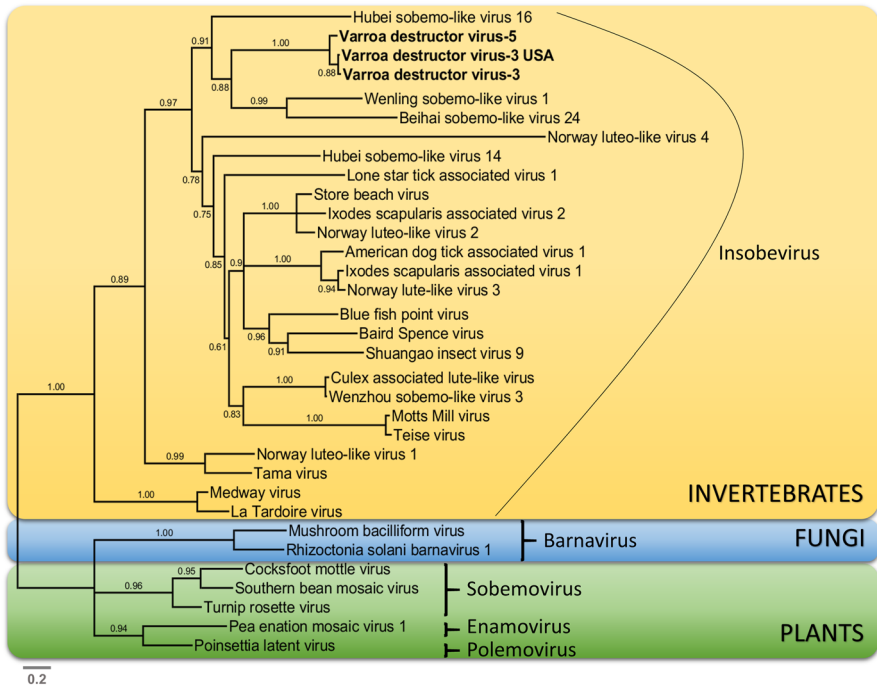 Hubei sobemo-like virus 16
0.91
Varroa destructor virus-5
1.00
Varroa destructor virus-3 USA
0.88
Varroa destructor virus-3
0.88
0.97
0.99
Wenling sobemo-like virus 1
Beihai sobemo-like virus 24
Norway luteo-like virus 4
Hubei sobemo-like virus 14
0.78
Lone star tick associated virus 1
Store beach virus
1.00
Ixodes scapularis associated virus 2
0.75
Norway luteo-like virus 2
American dog tick associated virus 1
Insobevirus
0.85
0.9
1.00
Ixodes scapularis associated virus 1
0.94
Norway lute-like virus 3
0.89
Blue fish point virus
0.96
Baird Spence virus
0.61
0.91
Shuangao insect virus 9
1.00
Culex associated lute-like virus
1.00
Wenzhou sobemo-like virus 3
0.83
1.00
Motts Mill virus
Teise virus
0.99
Norway luteo-like virus 1
Tama virus
1.00
Medway virus
INVERTEBRATES
La Tardoire virus
1.00
Mushroom bacilliform virus
Barnavirus
FUNGI
Rhizoctonia solani barnavirus 1
0.95
Cocksfoot mottle virus
0.96
Southern bean mosaic virus
Sobemovirus
Turnip rosette virus
0.94
Pea enation mosaic virus 1
Enamovirus
PLANTS
Poinsettia latent virus
Polemovirus
0.2